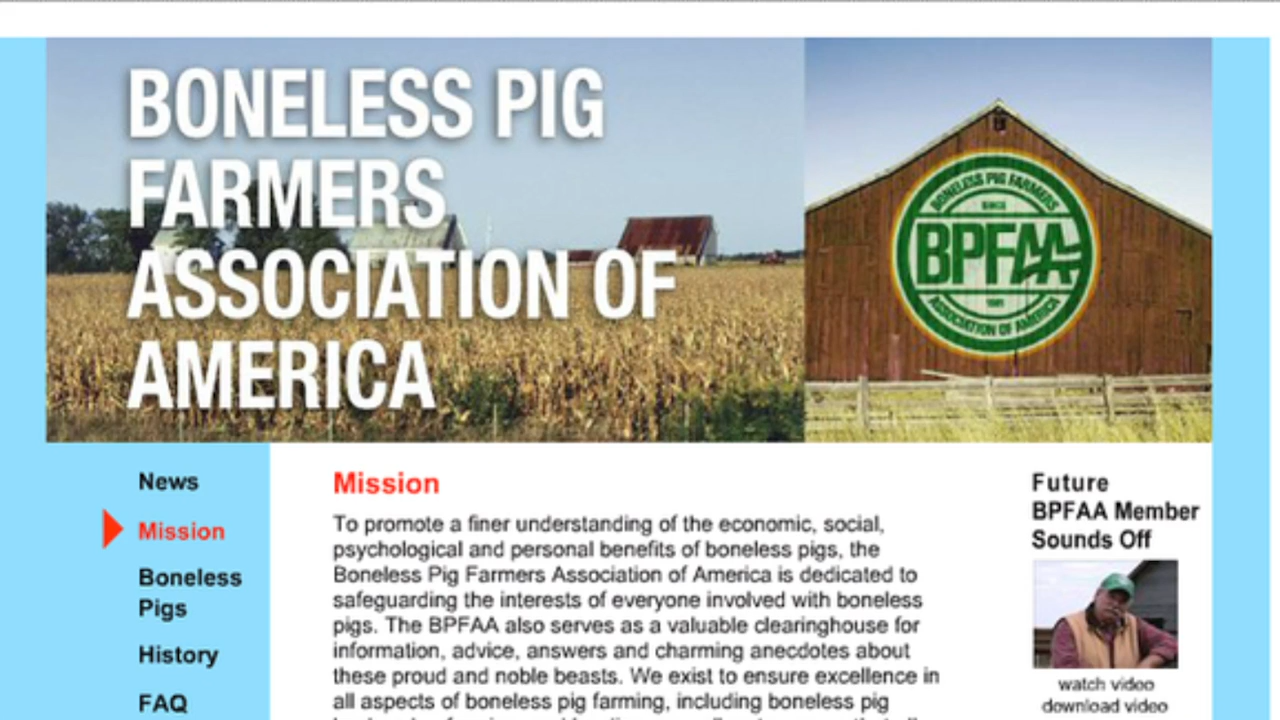 BONELESS PIG
FARMERS
ASSOCIATION OF
AMERICA
BONELESS PIG FARMERS
SINCE
BPFAA
ASSOCIATION OF AMERICA
News
Mission
Boneless
Pigs
History
FAQ
Mission
To promote a finer understanding of the economic, social,
psychological and personal benefits of boneless pigs, the
Boneless Pig Farmers Association of America is dedicated to
safeguarding the interests of everyone involved with boneless
pigs. The BPFAA also serves as a valuable clearinghouse for
information, advice, answers and charming anecdotes about
these proud and noble beasts. We exist to ensure excellence in
all aspects of boneless pig farming, including boneless pig
Future
BPFAA Member
Sounds Off
watch video
download video